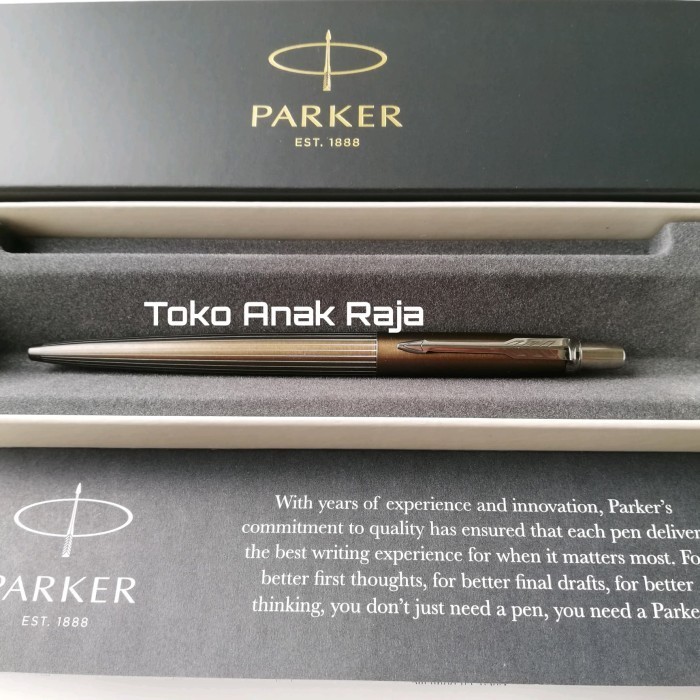 PARKER
EST. 1888
Toko Anak Raja
PARKER
EST. 1888
With years of experience and innovation, Parker's
commitment to quality has ensured that each pen deliver
the best writing experience for when it matters most. Fo
better first thoughts, for better final drafts, for better
thinking, you don't just need a pen, you need a Parke